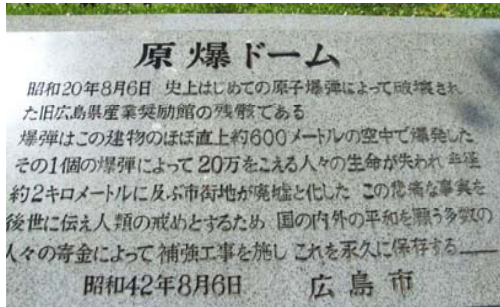 原爆ドーム
昭和20年8月6日 史上はじめての原子爆弾によって破壊され
た旧広島県産業奨励館の残骸である
爆弾はこの建物のほぼ直上約600メートルの空中で爆発した
その1個の爆弾によって20万をこえる人々の生命が失われ 半径
約2キロメートルに及ぶ市街地が廃墟と化した この悲痛な事実を
後世に伝え人類の戒めとするため 国の内外の平和を願う多数の
人々の寄金によって補強工事を施し これを永久に保存する
昭和42年8月6日 広島市